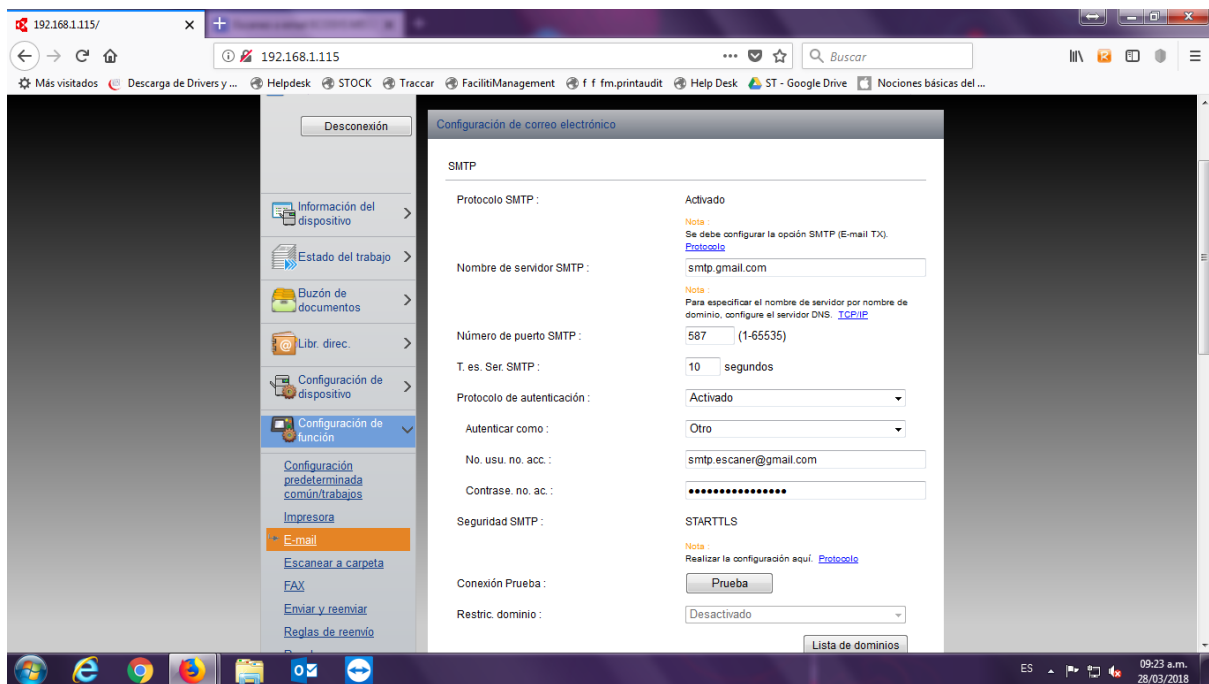 192.168.1.115/
192.168.1.115
Buscar
Más visitados Descarga de Drivers y ... Helpdesk STOCK Traccar FacilitiManagement f f fm.printaudit Help Desk ST - Google Drive Nociones básicas del ...
Desconexión
Información del
dispositivo
Estado del trabajo
Buzón de
documentos
Libr. direc.
Configuración de
dispositivo
Configuración de
función
Configuración
predeterminada
común/trabajos
Impresora
E-mail
Escanear a carpeta
FAX
Enviar y reenviar
Reglas de reenvío
Configuración de correo electrónico
SMTP
Protocolo SMTP : Activado
Nota :
Se debe configurar la opción SMTP (E-mail TX).
Protocolo
Nombre de servidor SMTP : smtp.gmail.com
Nota :
Para especificar el nombre de servidor por nombre de
dominio, configure el servidor DNS. TCP/IP
Número de puerto SMTP : 587 (1-65535)
T. es. Ser. SMTP : 10 segundos
Protocolo de autenticación : Activado
Autenticar como : Otro
No. usu. no. acc. : smtp.escaner@gmail.com
Contrase. no. ac. : ••••••••••••••••
Seguridad SMTP : STARTTLS
Nota :
Realizar la configuración aquí. Protocolo
Conexión Prueba : Prueba
Restric. dominio : Desactivado
Lista de dominios
ES 09:23 a.m.
28/03/2018